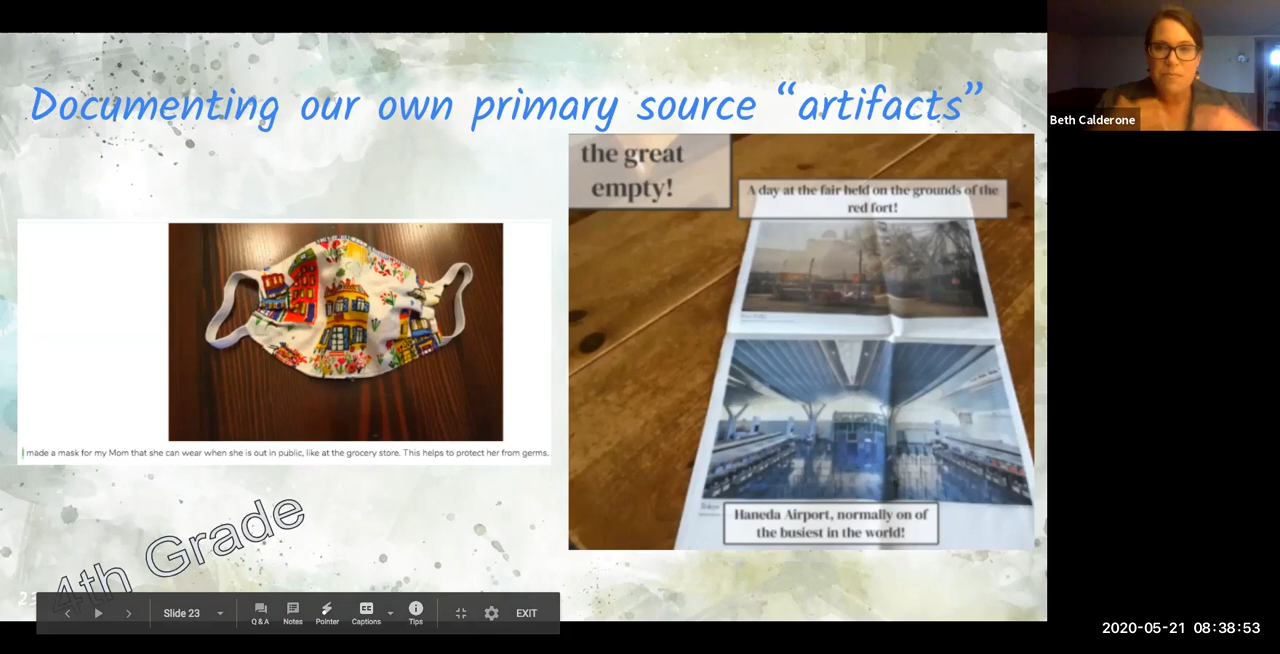 Documenting our own primary source “artifacts”
Beth Calderone
the great
empty!
A day at the fair held on the grounds of the
red fort!
I made a mask for my Mom that she can wear when she is out in public, like at the grocery store. This helps to protect her from germs.
Haneda Airport, normally on of
the busiest in the world!
4th Grade
Slide 23
Q & A
Notes
Pointer
Captions
Tips
EXIT
2020-05-21 08:38:53